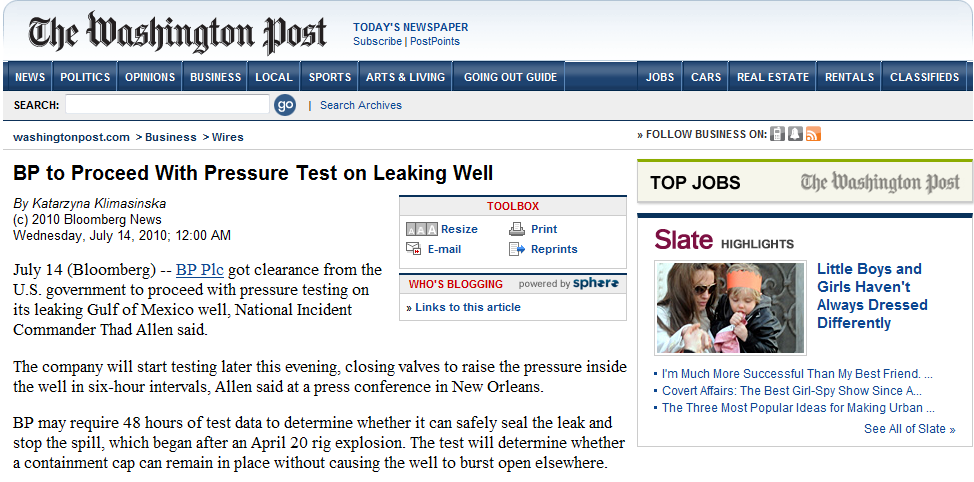 The Washington Post
TODAY'S NEWSPAPER
Subscribe | PostPoints
NEWS POLITICS OPINIONS BUSINESS LOCAL SPORTS ARTS & LIVING GOING OUT GUIDE JOBS CARS REAL ESTATE RENTALS CLASSIFIEDS
SEARCH: go | Search Archives
washingtonpost.com > Business > Wires
» FOLLOW BUSINESS ON:
BP to Proceed With Pressure Test on Leaking Well
By Katarzyna Klimasinska
(c) 2010 Bloomberg News
Wednesday, July 14, 2010; 12:00 AM
TOOLBOX
AAA Resize Print
E-mail Reprints
WHO'S BLOGGING powered by sphere
» Links to this article
July 14 (Bloomberg) -- BP Plc got clearance from the
U.S. government to proceed with pressure testing on
its leaking Gulf of Mexico well, National Incident
Commander Thad Allen said.
The company will start testing later this evening, closing valves to raise the pressure inside
the well in six-hour intervals, Allen said at a press conference in New Orleans.
BP may require 48 hours of test data to determine whether it can safely seal the leak and
stop the spill, which began after an April 20 rig explosion. The test will determine whether
a containment cap can remain in place without causing the well to burst open elsewhere.
TOP JOBS The Washington Post
Slate HIGHLIGHTS
Little Boys and
Girls Haven't
Always Dressed
Differently
I'm Much More Successful Than My Best Friend. ...
Covert Affairs: The Best Girl-Spy Show Since A...
The Three Most Popular Ideas for Making Urban ...
See All of Slate »